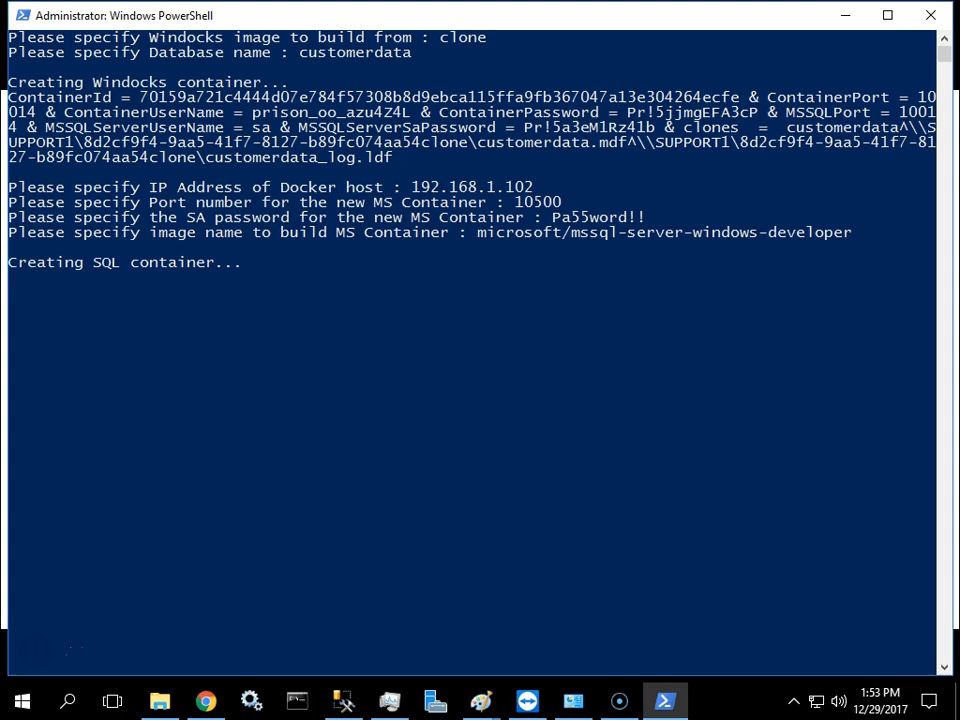 Administrator: Windows PowerShell
Please specify Windocks image to build from : clone
Please specify Database name : customerdata
Creating Windocks container...
ContainerId = 70159a721c4444d07e784f57308b8d9ebca115ffa9fb367047a13e304264ecfe & ContainerPort = 10
014 & ContainerUserName = prison_oo_azu4Z4L & ContainerPassword = Pr!5jjmgEFA3cP & MSSQLPort = 1001
4 & MSSQLServerUserName = sa & MSSQLServerSaPassword = Pr!5a3eM1Rz41b & clones  =  customerdata^\\S
UPPORT1\8d2cf9f4-9aa5-41f7-8127-b89fc074aa54clone\customerdata.mdf^\\SUPPORT1\8d2cf9f4-9aa5-41f7-81
27-b89fc074aa54clone\customerdata_log.ldf
Please specify IP Address of Docker host : 192.168.1.102
Please specify Port number for the new MS Container : 10500
Please specify the SA password for the new MS Container : Pa55word!!
Please specify image name to build MS Container : microsoft/mssql-server-windows-developer
Creating SQL container...
1:53 PM
12/29/2017